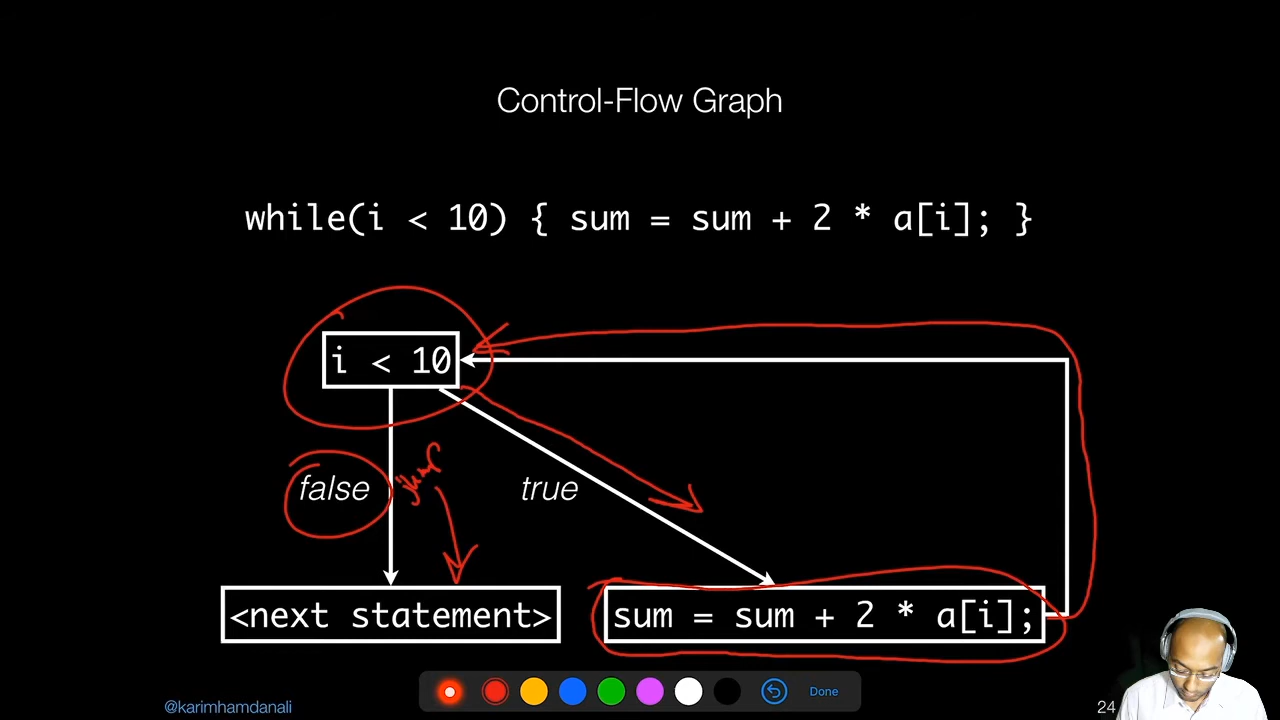 Control-Flow Graph
while(i < 10) { sum = sum + 2 * a[i]; }
i < 10
false
jump
true
<next statement>
sum = sum + 2 * a[i];
Done
@karimhamdanali
24